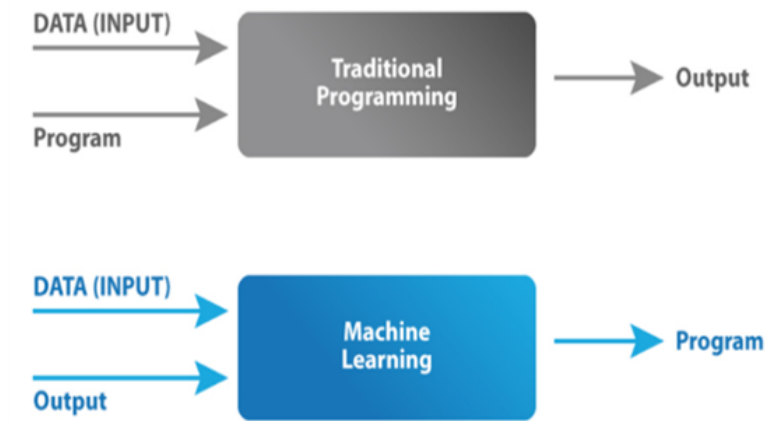 DATA (INPUT)
Traditional
Programming
Output
Program
DATA (INPUT)
Machine
Learning
Program
Output